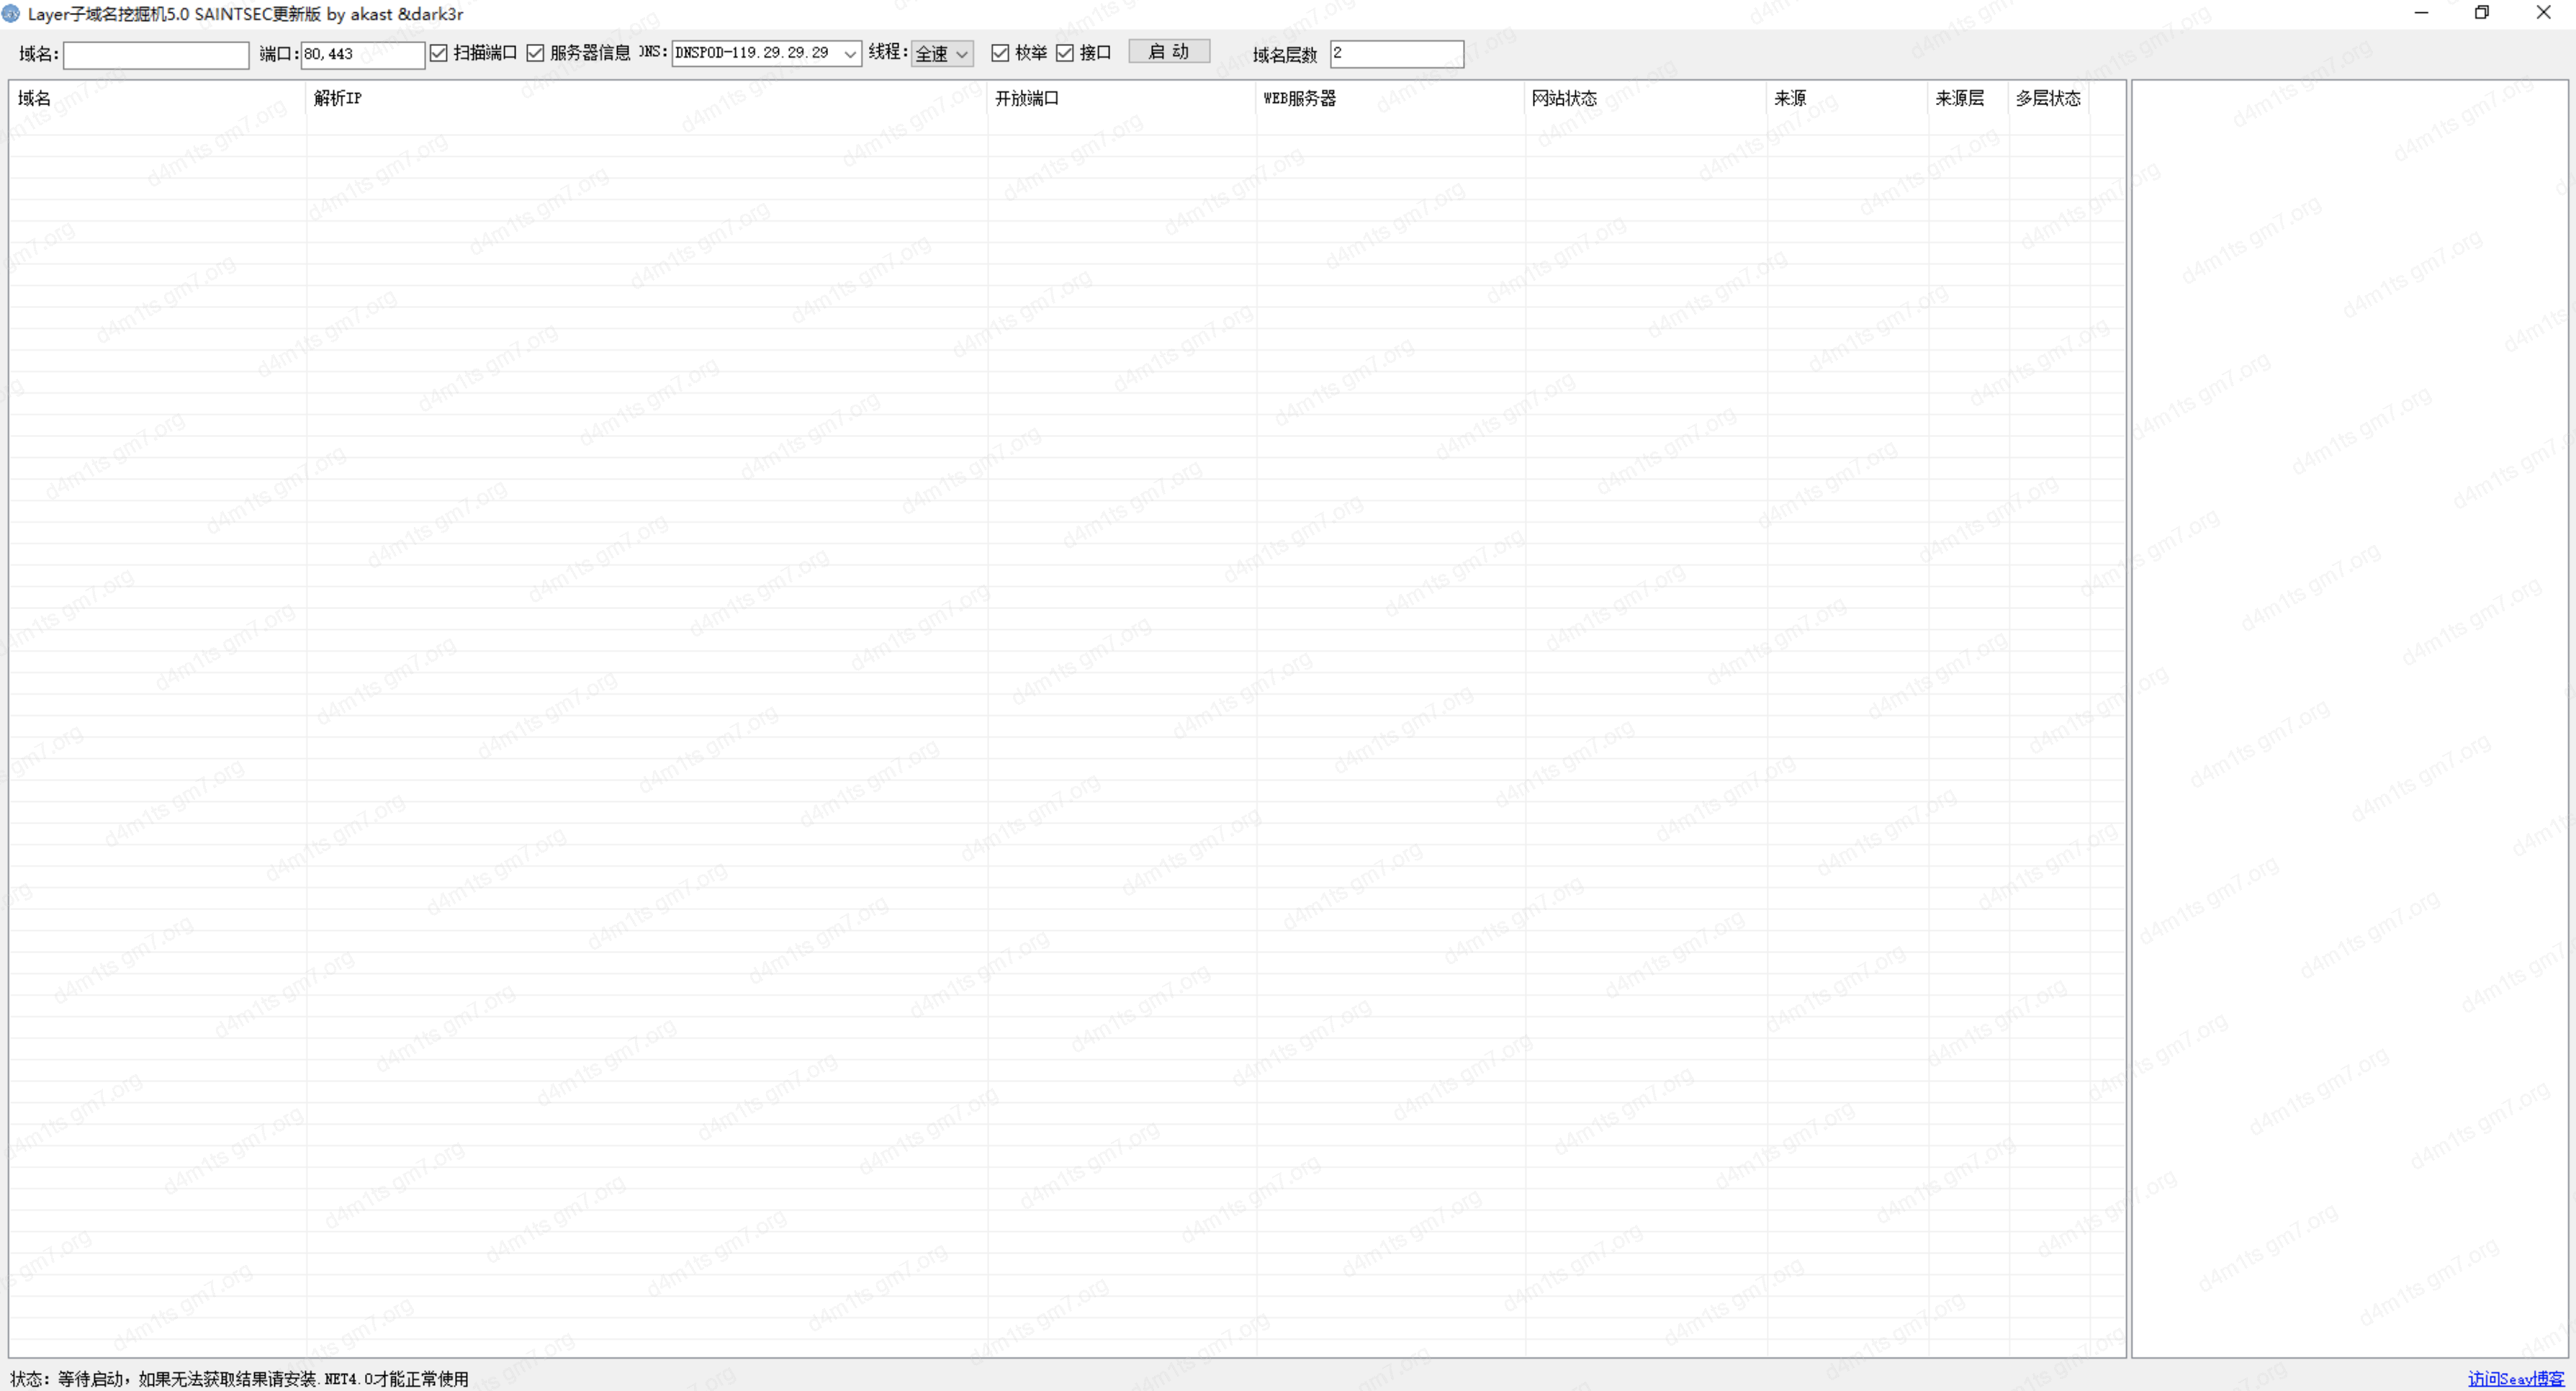 Layer子域名挖掘机5.0 SAINTSEC更新版 by akast &dark3r
域名: 端口: 80,443 扫描端口 服务器信息 DNS: DNSPOD-119.29.29.29 线程: 全速 枚举 接口 启 动 域名层数 2
域名 解析IP 开放端口 WEB服务器 网站状态 来源 来源层 多层状态
d4m1ts gm7.org
状态: 等待启动，如果无法获取结果请安装.NET4.0才能正常使用 访问Seay博客